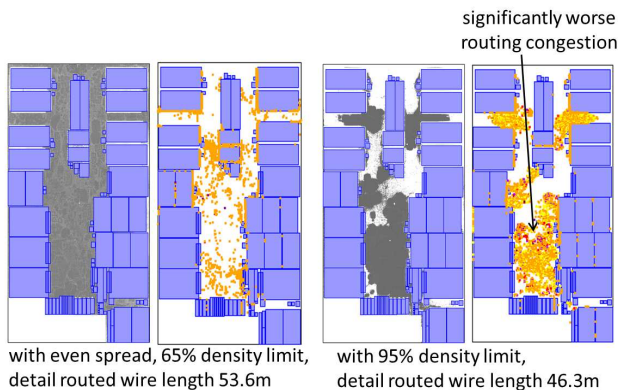 significantly worse
routing congestion
with even spread, 65% density limit,
detail routed wire length 53.6m
with 95% density limit,
detail routed wire length 46.3m